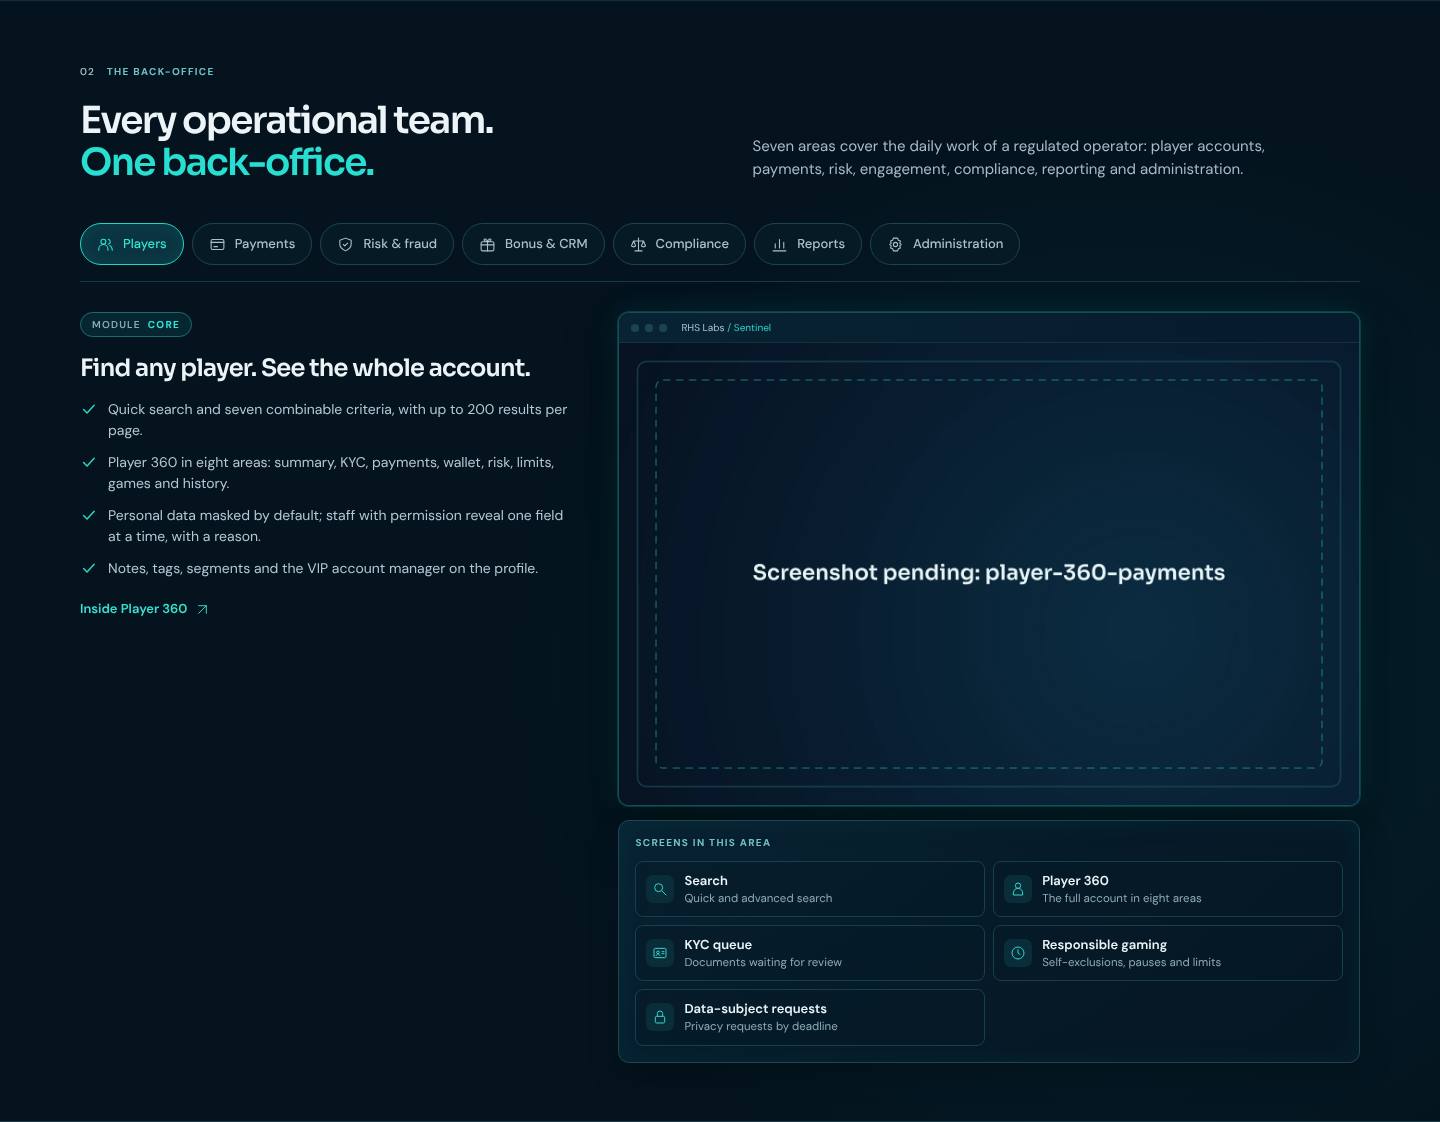 02 THE BACK-OFFICE
Every operational team.
One back-office.
Seven areas cover the daily work of a regulated operator: player accounts,
payments, risk, engagement, compliance, reporting and administration.
Players Payments Risk & fraud Bonus & CRM Compliance Reports Administration
MODULE CORE
Find any player. See the whole account.
Quick search and seven combinable criteria, with up to 200 results per
page.
Player 360 in eight areas: summary, KYC, payments, wallet, risk, limits,
games and history.
Personal data masked by default; staff with permission reveal one field
at a time, with a reason.
Notes, tags, segments and the VIP account manager on the profile.
Inside Player 360
RHS Labs / Sentinel
Screenshot pending: player-360-payments
SCREENS IN THIS AREA
Search
Quick and advanced search
Player 360
The full account in eight areas
KYC queue
Documents waiting for review
Responsible gaming
Self-exclusions, pauses and limits
Data-subject requests
Privacy requests by deadline